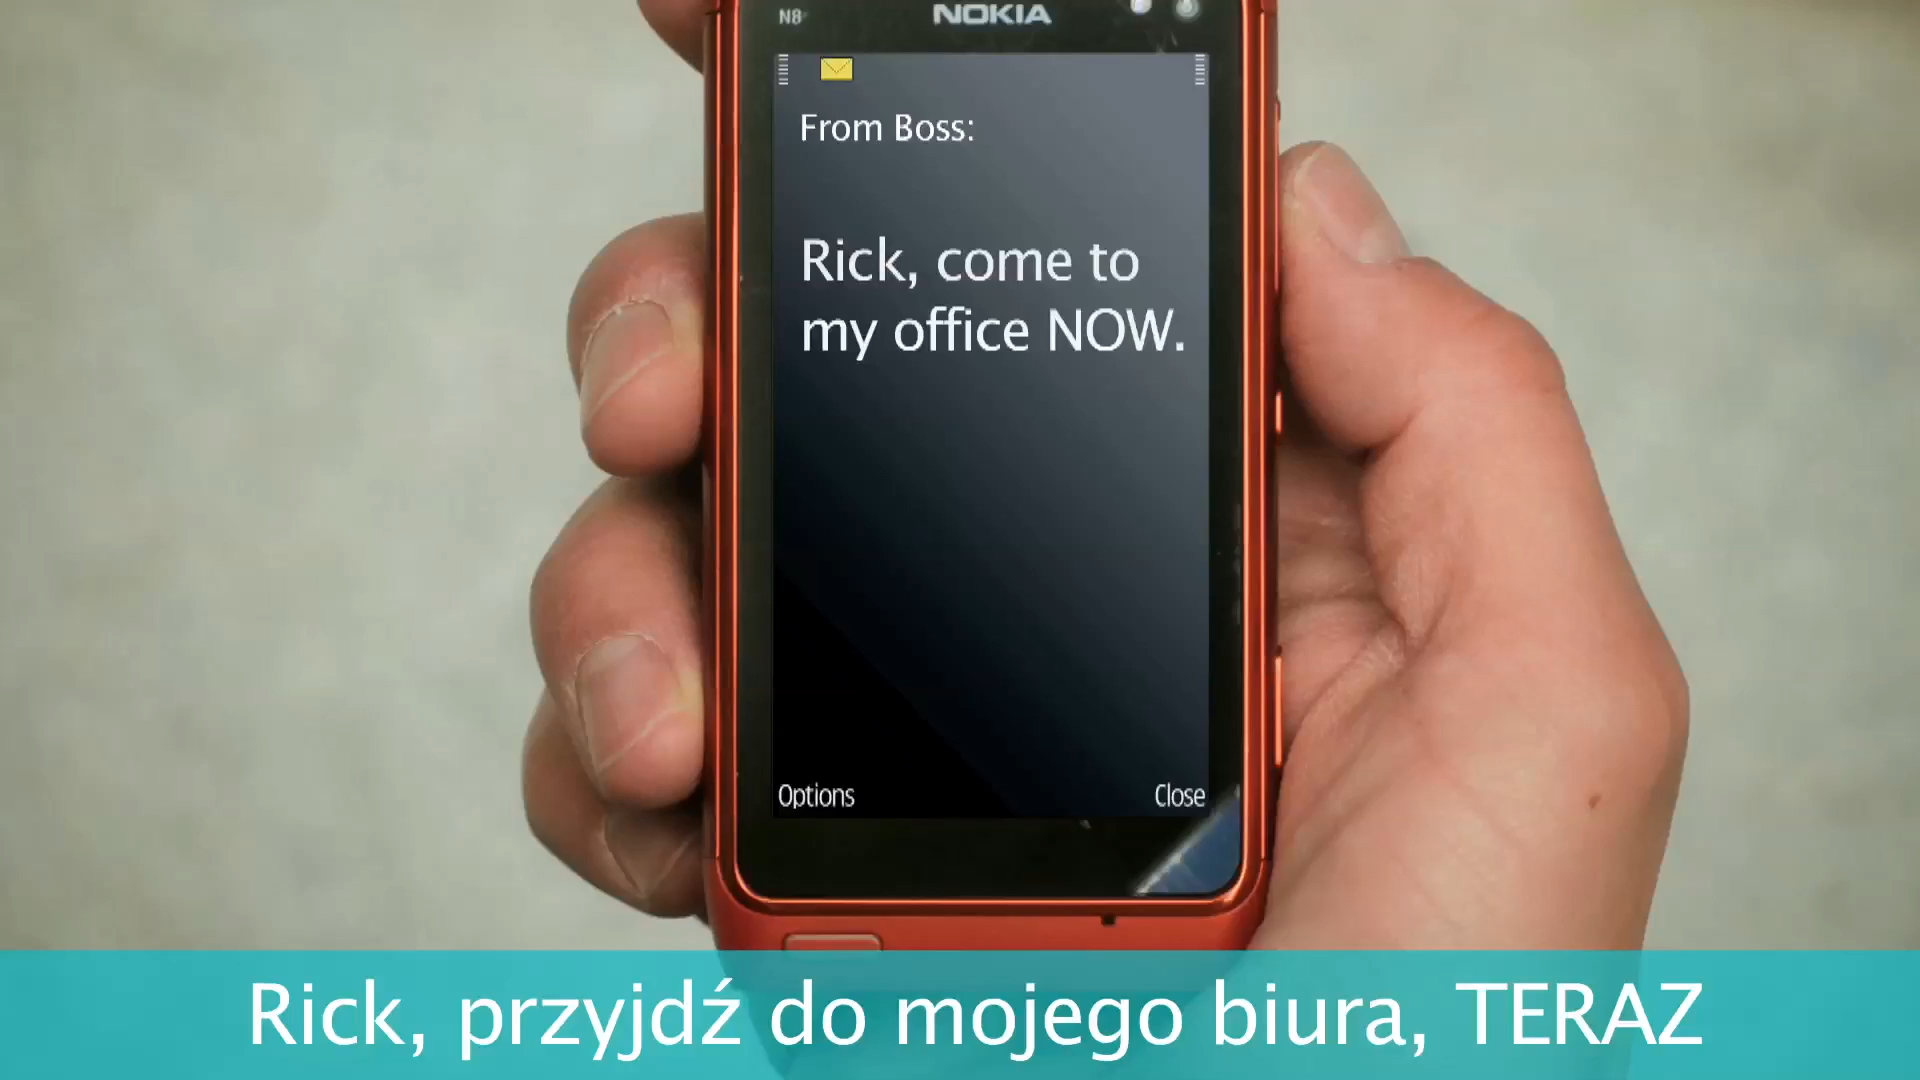 N8
NOKIA
From Boss:
Rick, come to
my office NOW.
Options
Close
Rick, przyjdź do mojego biura, TERAZ